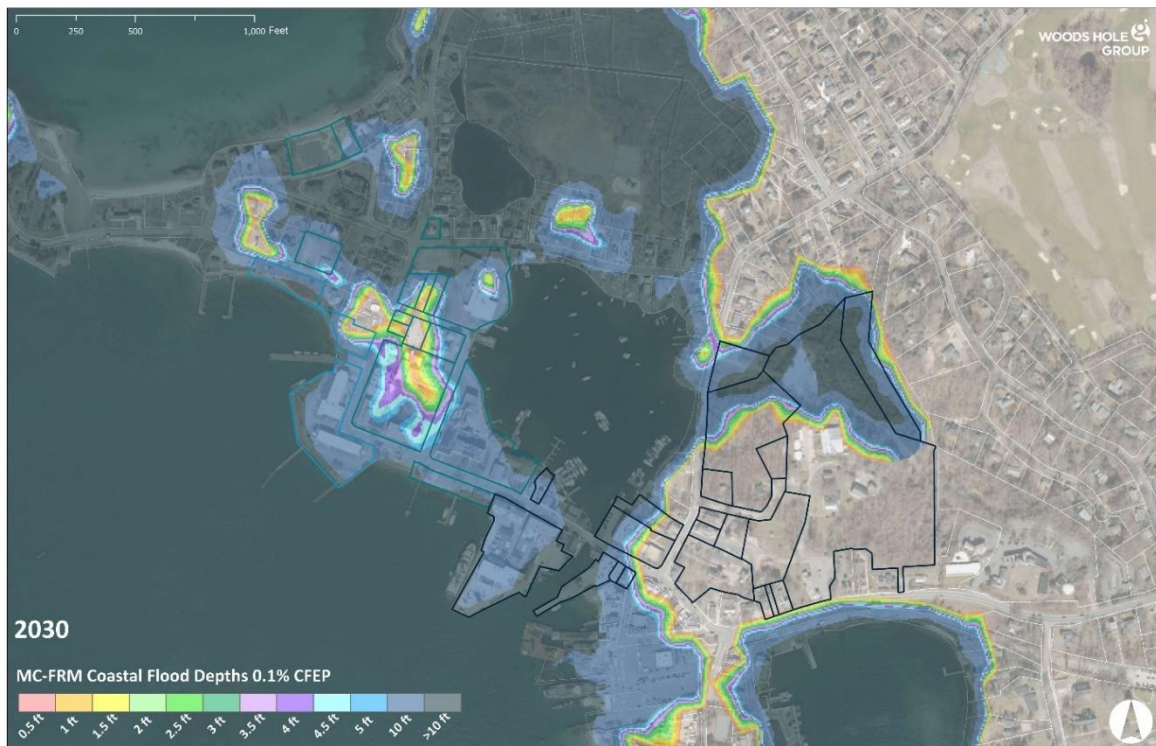 0 250 500 1,000 Feet
WOODS HOLE
GROUP
2030
MC-FRM Coastal Flood Depths 0.1% CFEP
0.5 ft 1 ft 1.5 ft 2 ft 2.5 ft 3 ft 3.5 ft 4 ft 4.5 ft 5 ft 10 ft >10 ft